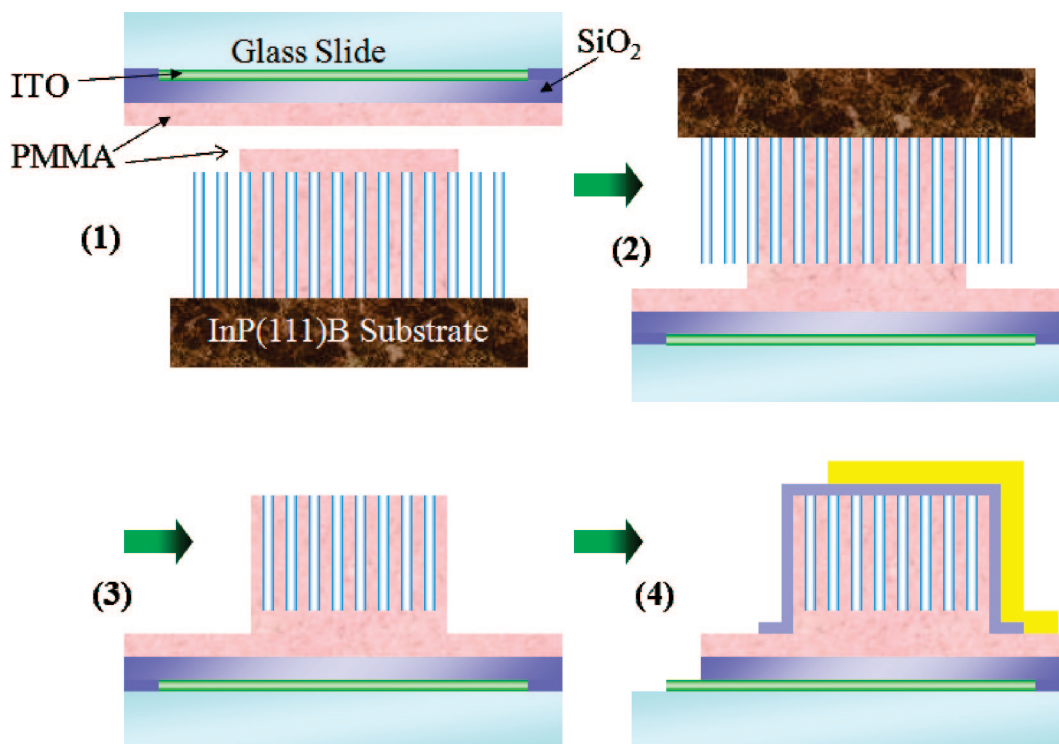 Glass Slide
SiO₂
ITO
PMMA
(1)
(2)
InP(111)B Substrate
(3)
(4)